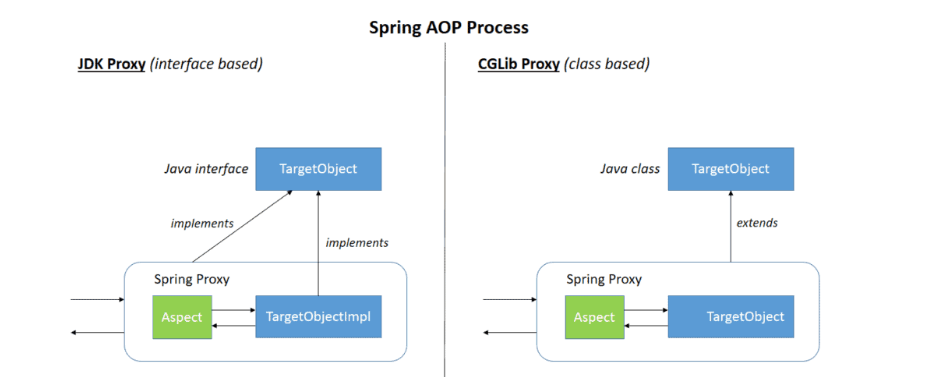 Spring AOP Process
JDK Proxy (interface based)
Java interface
TargetObject
implements
implements
Spring Proxy
Aspect
TargetObjectImpl
CGLib Proxy (class based)
Java class
TargetObject
extends
Spring Proxy
Aspect
TargetObject